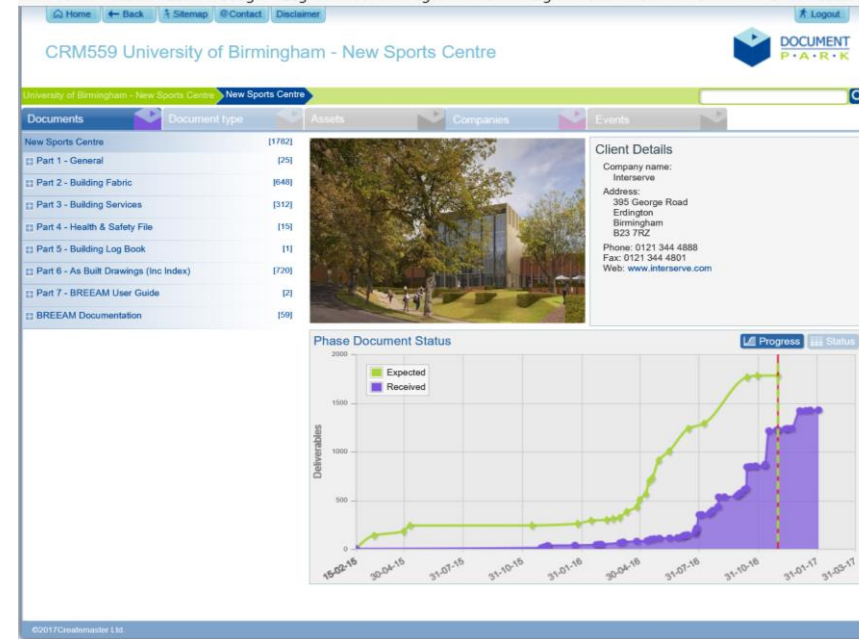 Home
Back
Sitemap
Contact
Disclaimer
Logout
CRM559 University of Birmingham - New Sports Centre
DOCUMENT
P·A·R·K
University of Birmingham - New Sports Centre
New Sports Centre
Documents
Document type
Assets
Companies
Events
New Sports Centre [1782]
Part 1 - General [25]
Part 2 - Building Fabric [648]
Part 3 - Building Services [312]
Part 4 - Health & Safety File [15]
Part 5 - Building Log Book [1]
Part 6 - As Built Drawings (Inc Index) [720]
Part 7 - BREEAM User Guide [2]
BREEAM Documentation [59]
Client Details
Company name:
Interserve
Address:
395 George Road
Erdington
Birmingham
B23 7RZ
Phone: 0121 344 4888
Fax: 0121 344 4801
Web: www.interserve.com
Phase Document Status
Progress
Status
Expected
Received
Deliverables
2000
1500
1000
500
0
15-02-15
30-04-15
31-07-15
31-10-15
31-01-16
30-04-16
31-07-16
31-10-16
31-01-17
31-03-17
©2017Createmaster Ltd